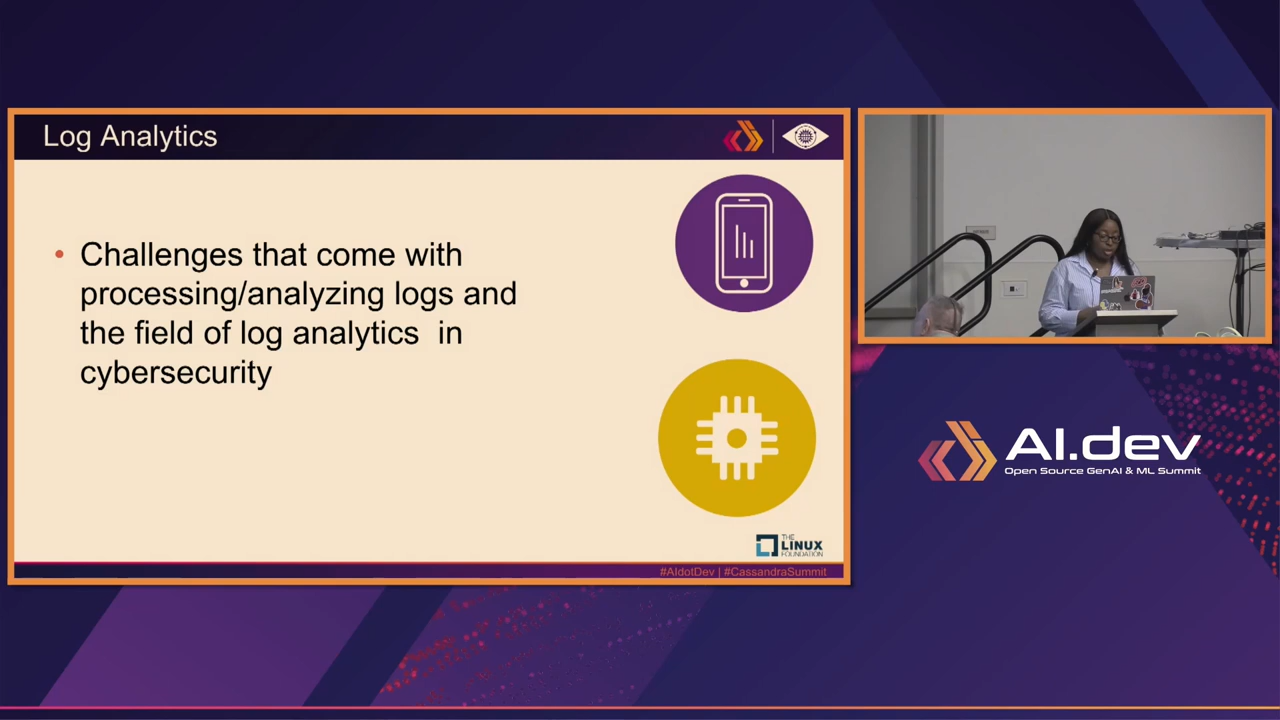 Log Analytics
• Challenges that come with
processing/analyzing logs and
the field of log analytics in
cybersecurity
THE
LINUX
FOUNDATION
#AIdotDev | #CassandraSummit
AI.dev
Open Source GenAI & ML Summit